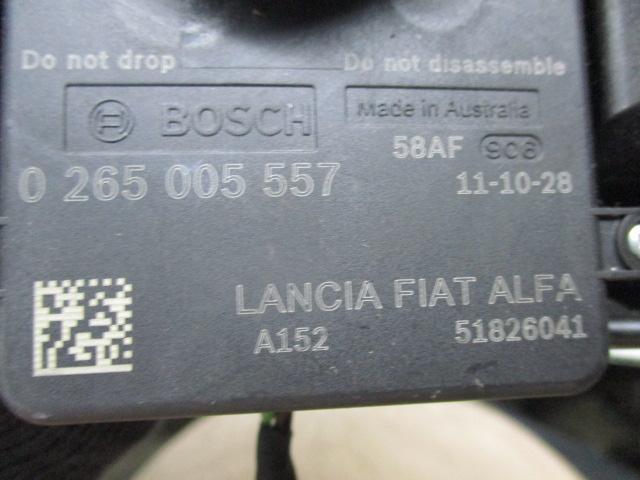 Do not drop Do not disassemble
BOSCH Made in Australia
58AF 906
0 265 005 557 11-10-28
LANCIA FIAT ALFA
A152 51826041